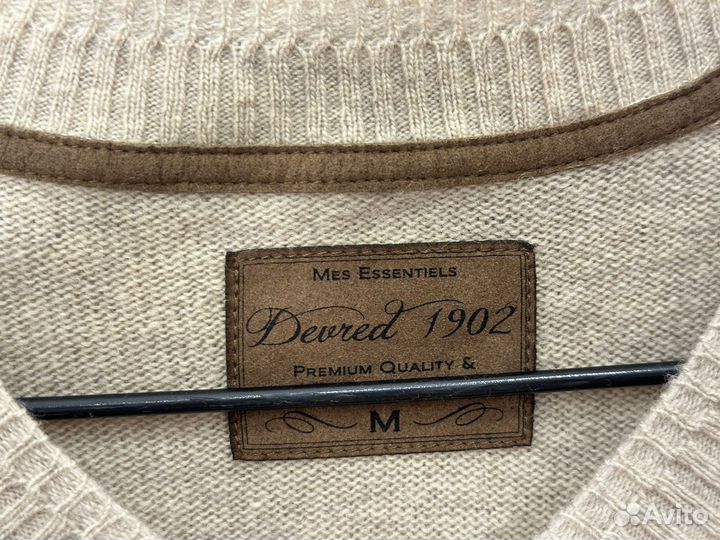 Mes Essentiels
Devred 1902
Premium Quality &
M
Avito